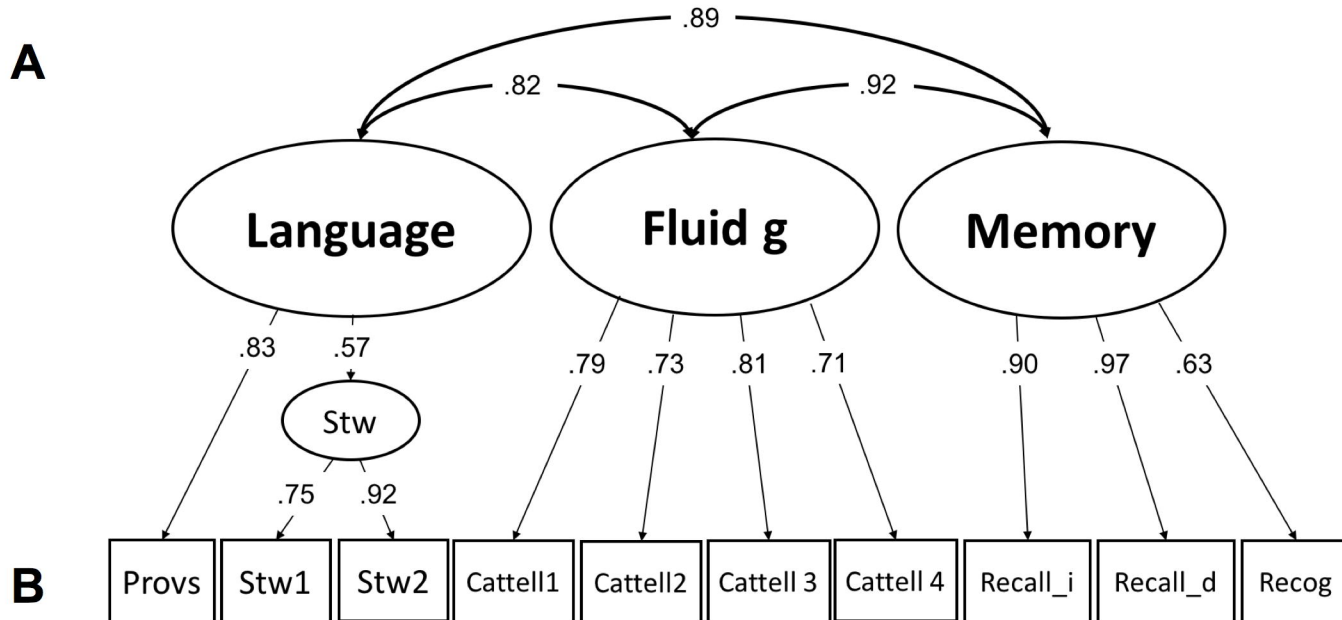 .89
A
.82 .92
Language Fluid g Memory
.83 .57 .79 .73 .81 .71 .90 .97 .63
Stw
.75 .92
B Provs Stw1 Stw2 Cattell1 Cattell2 Cattell 3 Cattell 4 Recall_i Recall_d Recog